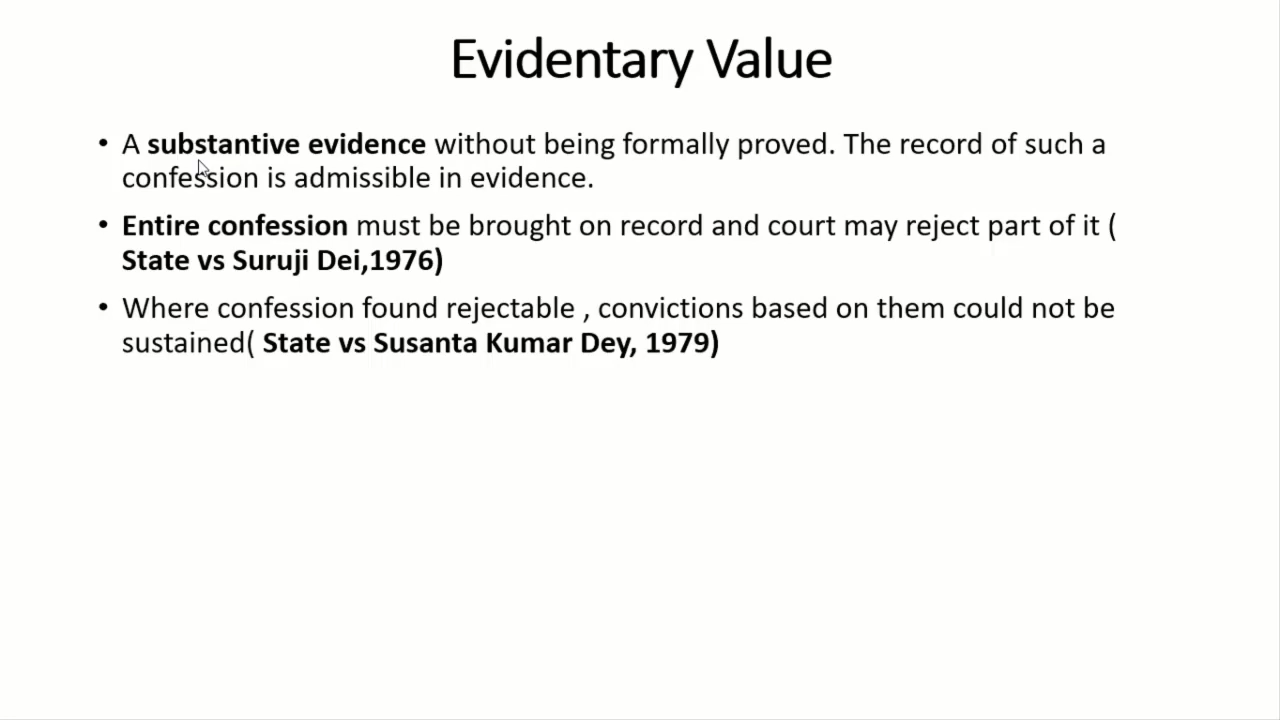 Evidentary Value
• A substantive evidence without being formally proved. The record of such a
confession is admissible in evidence.
• Entire confession must be brought on record and court may reject part of it (
State vs Suruji Dei,1976)
• Where confession found rejectable , convictions based on them could not be
sustained( State vs Susanta Kumar Dey, 1979)